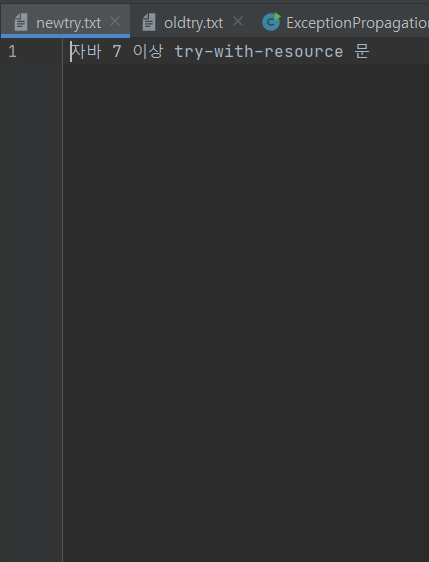 newtry.txt
oldtry.txt
ExceptionPropagatio
1
자바 7 이상 try-with-resource 문